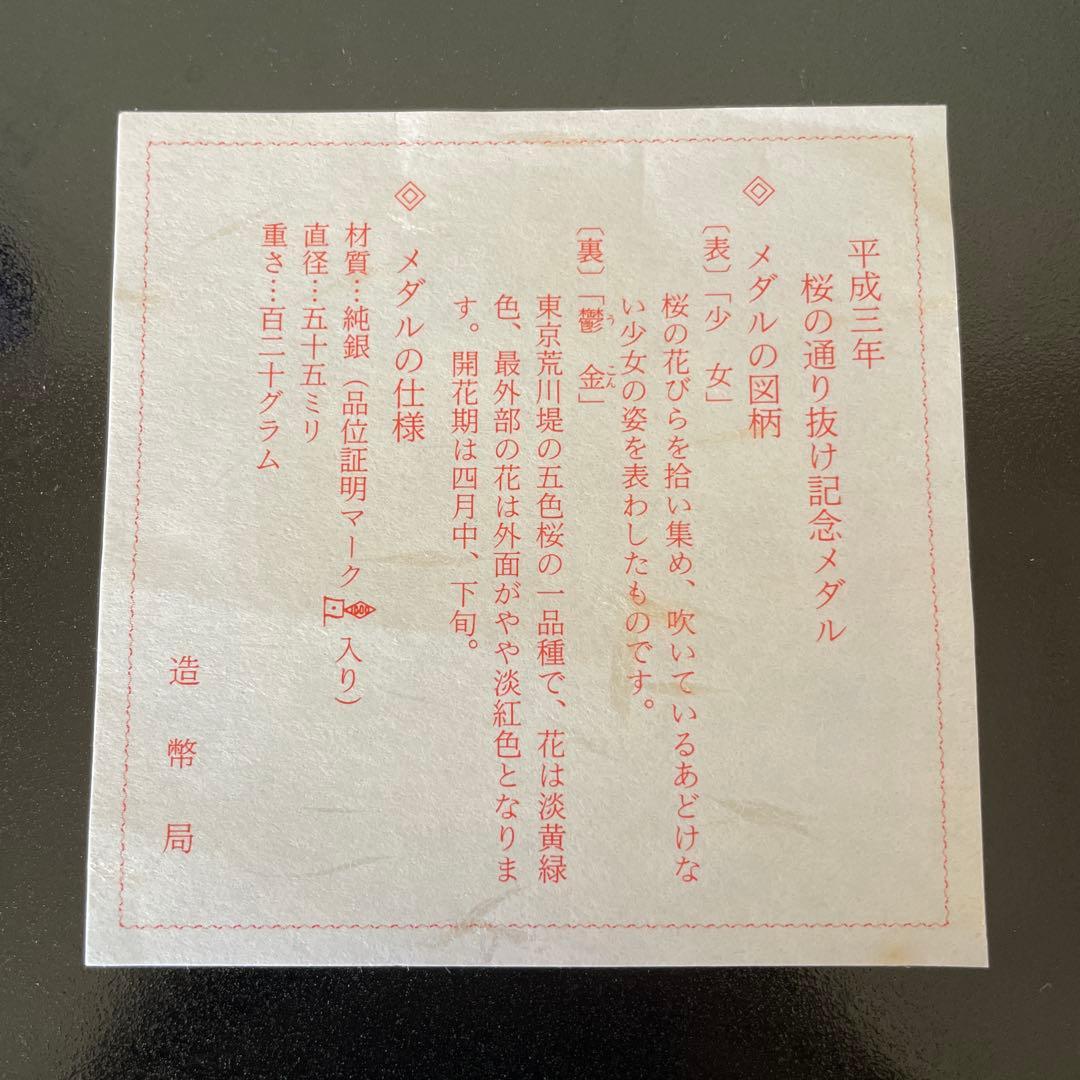 平成三年
桜の通り抜け記念メダル
◈ メダルの図柄
〔表〕「少 女」
桜の花びらを拾い集め、吹いているあどけな
い少女の姿を表わしたものです。
〔裏〕「鬱 金」
う こん
東京荒川堤の五色桜の一品種で、花は淡黄緑
色、最外部の花は外面がやや淡紅色となりま
す。開花期は四月中、下旬。
◈ メダルの仕様
材質…純銀（品位証明マーク 1000 入り）
直径…五十五ミリ
重さ…百二十グラム
造幣局